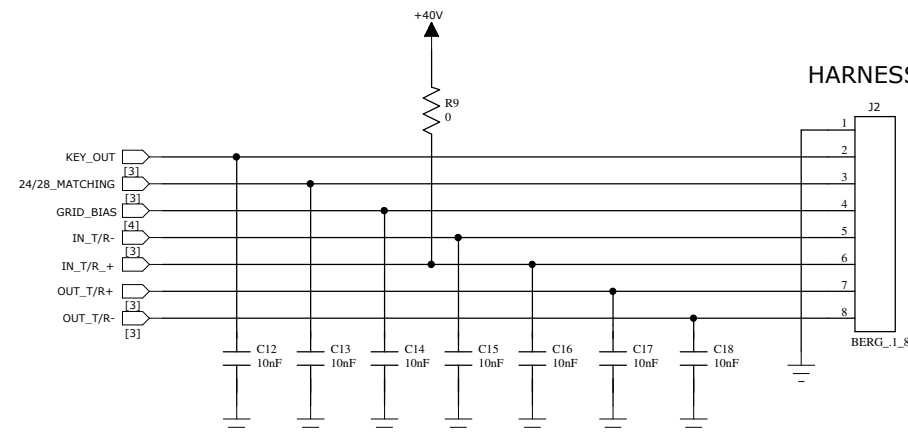 +40V
HARNESS
J2
R9
0
1
KEY_OUT
2
[3]
24/28_MATCHING
3
[3]
GRID_BIAS
4
[4]
IN_T/R-
5
[3]
IN_T/R_+
6
OUT_T/R+
7
[3]
OUT_T/R-
8
[3]
BERG_.1_8
C12
10nF
C13
10nF
C14
10nF
C15
10nF
C16
10nF
C17
10nF
C18
10nF